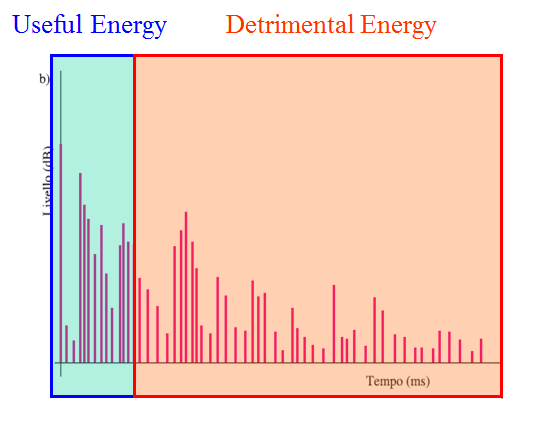 Useful Energy
Detrimental Energy
b)
Livello (dB)
Tempo (ms)